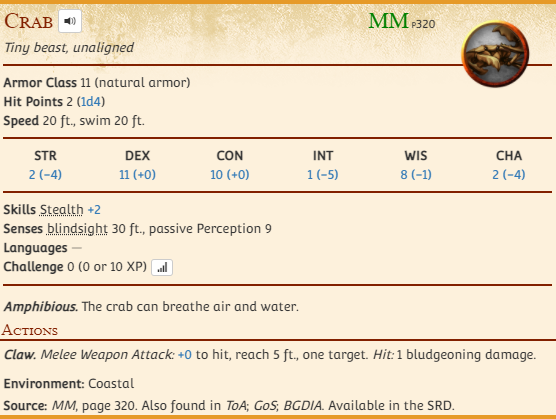 Crab
MM p320
Tiny beast, unaligned
Armor Class 11 (natural armor)
Hit Points 2 (1d4)
Speed 20 ft., swim 20 ft.
STR DEX CON INT WIS CHA
2 (−4) 11 (+0) 10 (+0) 1 (−5) 8 (−1) 2 (−4)
Skills Stealth +2
Senses blindsight 30 ft., passive Perception 9
Languages —
Challenge 0 (0 or 10 XP)
Amphibious. The crab can breathe air and water.
Actions
Claw. Melee Weapon Attack: +0 to hit, reach 5 ft., one target. Hit: 1 bludgeoning damage.
Environment: Coastal
Source: MM, page 320. Also found in ToA; GoS; BGDIA. Available in the SRD.